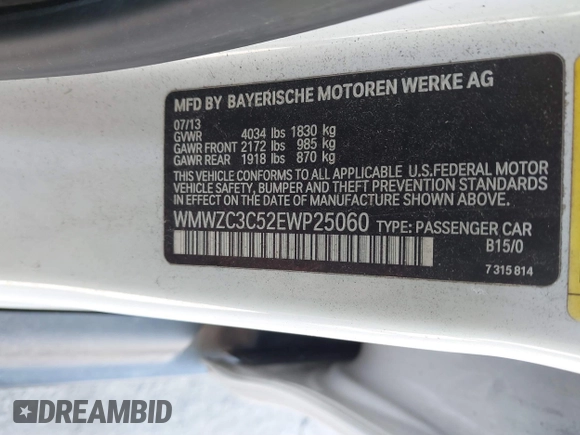 MFD BY BAYERISCHE MOTOREN WERKE AG
07/13
GVWR 4034 lbs 1830 kg
GAWR FRONT 2172 lbs 985 kg
GAWR REAR 1918 lbs 870 kg
THIS VEHICLE CONFORMS TO ALL APPLICABLE U.S.FEDERAL MOTOR
VEHICLE SAFETY, BUMPER AND THEFT PREVENTION STANDARDS
IN EFFECT ON THE DATE OF MANUFACTURE SHOWN ABOVE.
WMWZC3C52EWP25060 TYPE: PASSENGER CAR
B15/0
7 315 814
DREAMBID